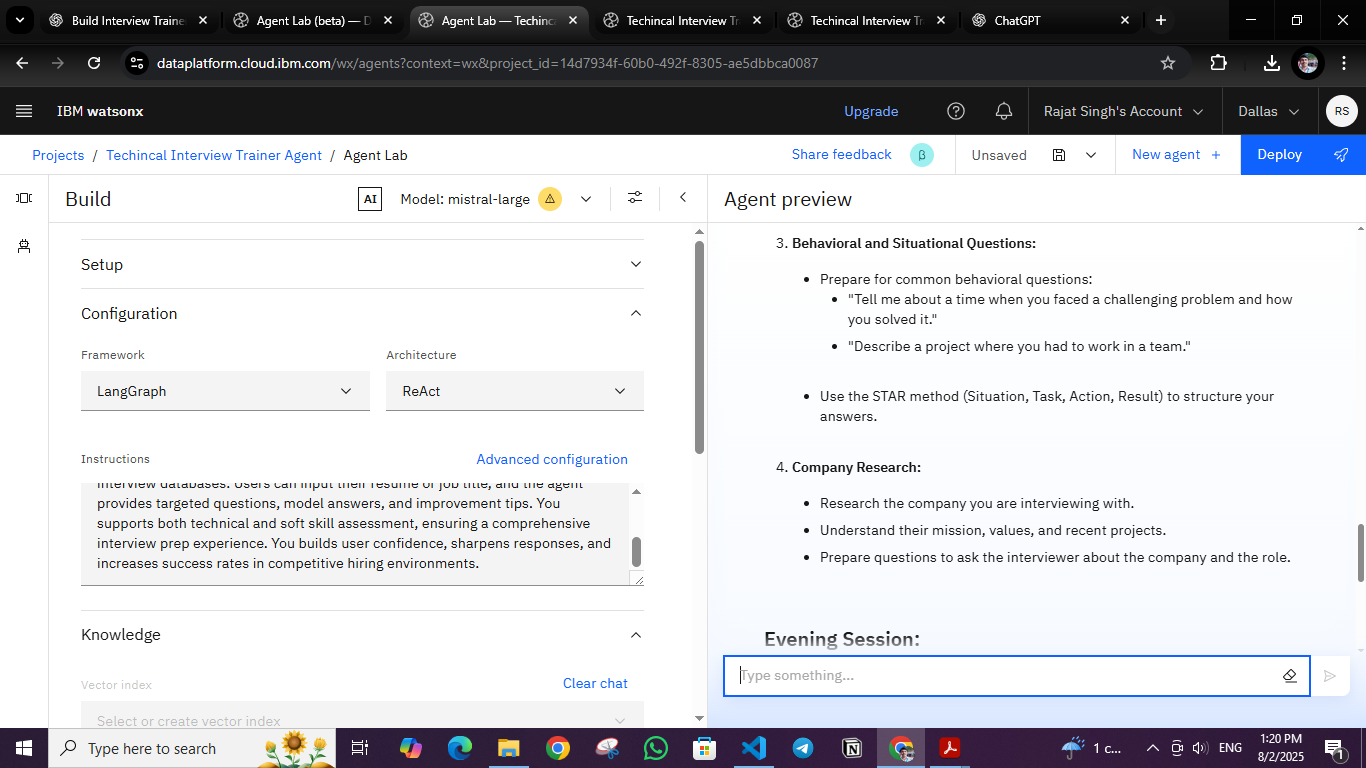 Build Interview Traine
Agent Lab (beta) — D
Agent Lab — Techinc
Techincal Interview Tr
Techincal Interview Tr
ChatGPT
dataplatform.cloud.ibm.com/wx/agents?context=wx&project_id=14d7934f-60b0-492f-8305-ae5dbbca0087
IBM watsonx
Upgrade
Rajat Singh's Account
Dallas
RS
Projects / Techincal Interview Trainer Agent / Agent Lab
Share feedback
β
Unsaved
New agent +
Deploy
Build
AI
Model: mistral-large
Setup
Configuration
Framework
Architecture
LangGraph
ReAct
Instructions
Advanced configuration
interview databases. Users can input their resume or job title, and the agent
provides targeted questions, model answers, and improvement tips. You
supports both technical and soft skill assessment, ensuring a comprehensive
interview prep experience. You builds user confidence, sharpens responses, and
increases success rates in competitive hiring environments.
Knowledge
Vector index
Clear chat
Select or create vector index
Agent preview
3. Behavioral and Situational Questions:
• Prepare for common behavioral questions:
• "Tell me about a time when you faced a challenging problem and how
you solved it."
• "Describe a project where you had to work in a team."
• Use the STAR method (Situation, Task, Action, Result) to structure your
answers.
4. Company Research:
• Research the company you are interviewing with.
• Understand their mission, values, and recent projects.
• Prepare questions to ask the interviewer about the company and the role.
Evening Session:
Type something...
Type here to search
1 c...
ENG
1:20 PM
8/2/2025
1